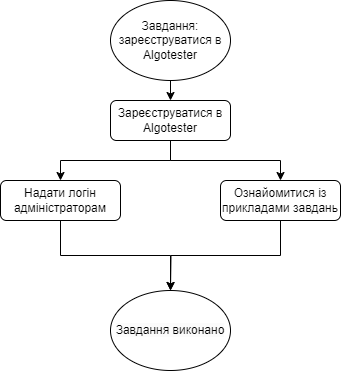 Завдання:
зареєструватися в
Algotester
Зареєструватися в
Algotester
Надати логін
адміністраторам
Ознайомитися із
прикладами завдань
Завдання виконано